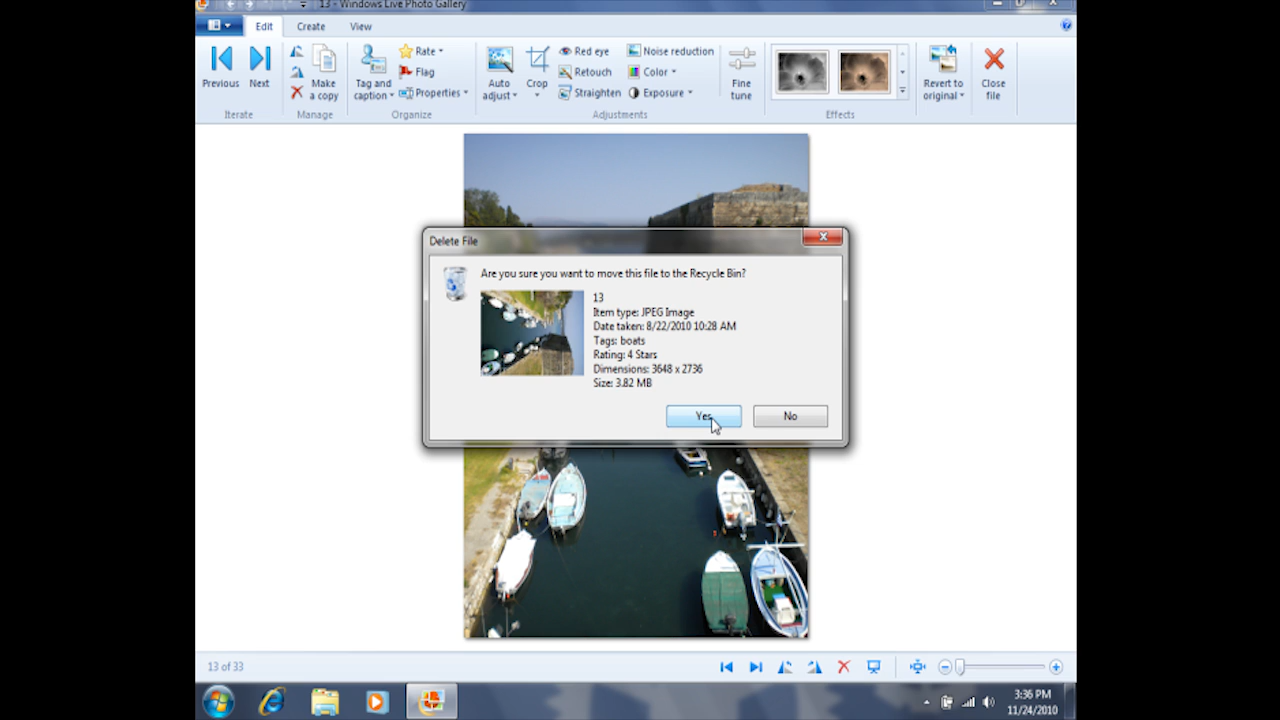 13 - Windows Live Photo Gallery
Edit Create View
Previous Next
Make a copy
Tag and caption
Rate
Flag
Properties
Auto adjust
Crop
Red eye
Retouch
Straighten
Noise reduction
Color
Exposure
Fine tune
Revert to original
Close file
Iterate Manage Organize Adjustments Effects
Delete File
Are you sure you want to move this file to the Recycle Bin?
13
Item type: JPEG Image
Date taken: 8/22/2010 10:28 AM
Tags: boats
Rating: 4 Stars
Dimensions: 3648 x 2736
Size: 3.82 MB
Yes No
13 of 33
3:36 PM
11/24/2010